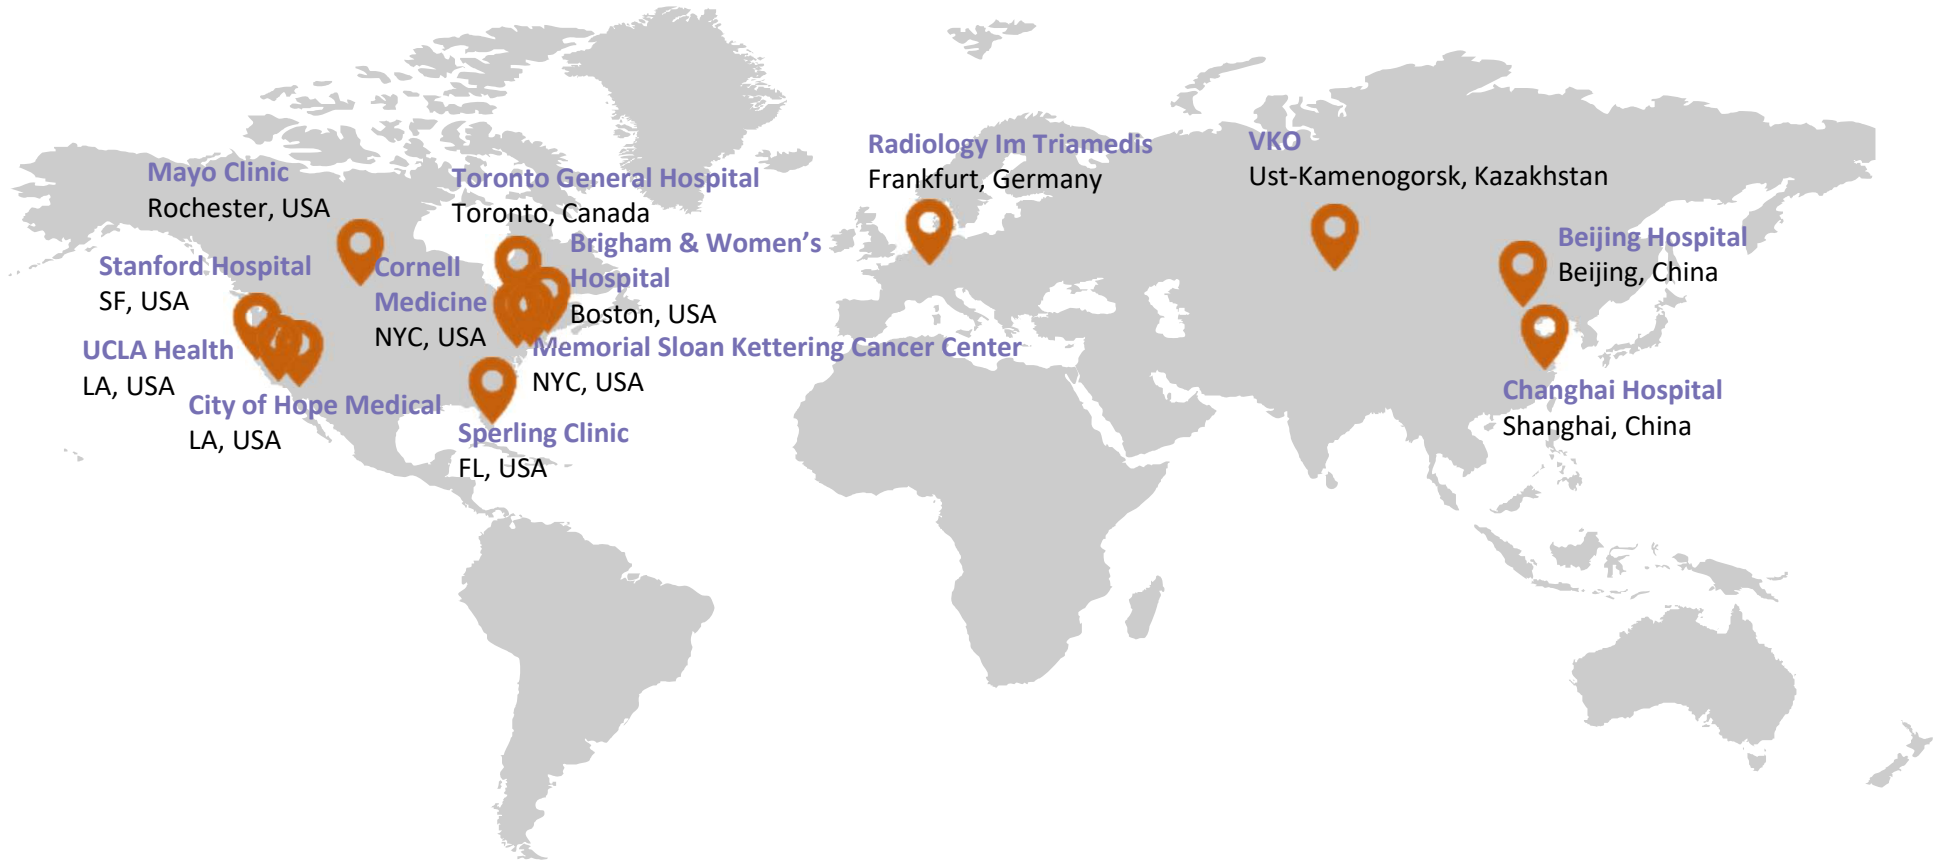 Mayo Clinic
Rochester, USA
Toronto General Hospital
Toronto, Canada
Radiology Im Triamedis
Frankfurt, Germany
VKO
Ust-Kamenogorsk, Kazakhstan
Stanford Hospital
SF, USA
Cornell
Medicine
NYC, USA
Brigham & Women’s
Hospital
Boston, USA
Beijing Hospital
Beijing, China
UCLA Health
LA, USA
City of Hope Medical
LA, USA
Memorial Sloan Kettering Cancer Center
NYC, USA
Sperling Clinic
FL, USA
Changhai Hospital
Shanghai, China